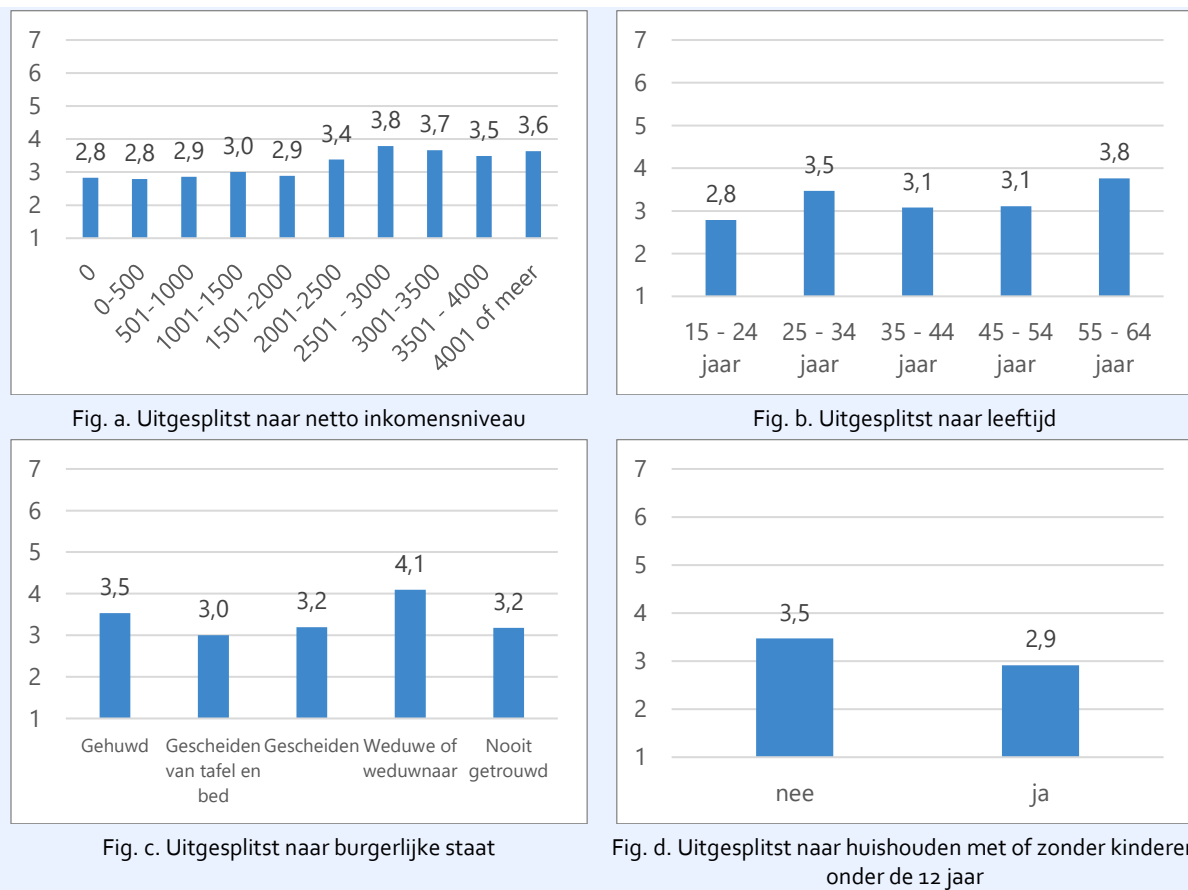 7
6
5
4
3
2
1
2,8
2,8
2,9
3,0
2,9
3,4
3,8
3,7
3,5
3,6
0
0-500
501-1000
1001-1500
1501-2000
2001-2500
2501 - 3000
3001-3500
3501 - 4000
4001 of meer
Fig. a. Uitgesplitst naar netto inkomensniveau
7
6
5
4
3
2
1
2,8
3,5
3,1
3,1
3,8
15 - 24 jaar
25 - 34 jaar
35 - 44 jaar
45 - 54 jaar
55 - 64 jaar
Fig. b. Uitgesplitst naar leeftijd
7
6
5
4
3
2
1
3,5
3,0
3,2
4,1
3,2
Gehuwd
Gescheiden
van tafel en
bed
Gescheiden
Weduwe of
weduwnaar
Nooit
getrouwd
Fig. c. Uitgesplitst naar burgerlijke staat
7
6
5
4
3
2
1
3,5
2,9
nee
ja
Fig. d. Uitgesplitst naar huishouden met of zonder kinderen
onder de 12 jaar